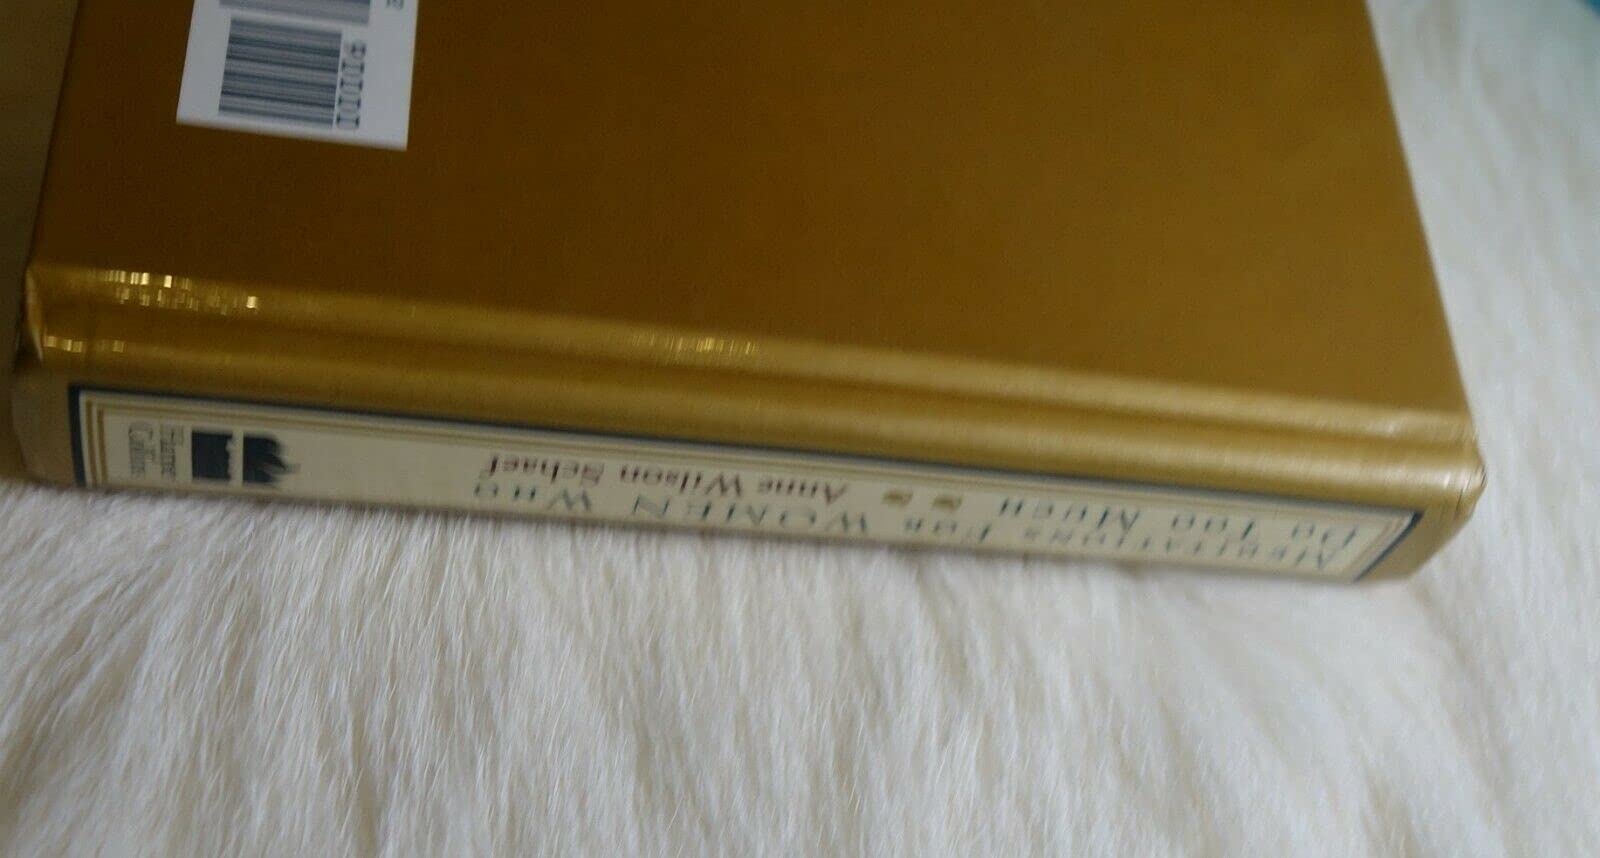 MEDITATIONS FOR WOMEN WHO
DO TOO MUCH
Anne Wilson Schaef
Harper
Collins